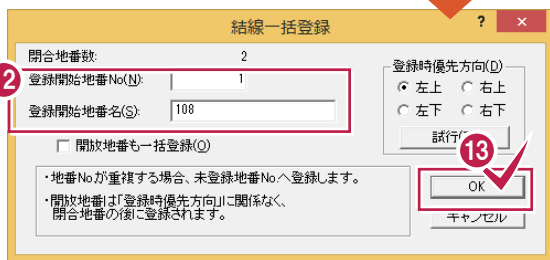 結線一括登録 ? ×
閉合地番数: 2
登録開始地番No(N): 1
登録開始地番名(S): 108
開放地番も一括登録(O)
登録時優先方向(D)
左上 右上
左下 右下
試行
・地番Noが重複する場合、未登録地番Noへ登録します。
・開放地番は「登録時優先方向」に関係なく、
閉合地番の後に登録されます。
13
OK
キャンセル